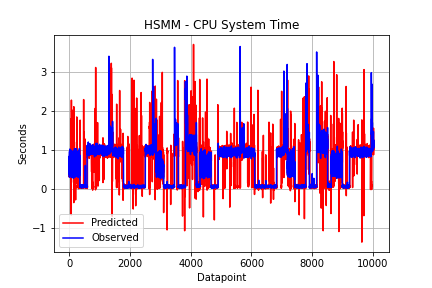 HSMM - CPU System Time
3
2
1
0
−1
Seconds
Predicted
Observed
0 2000 4000 6000 8000 10000
Datapoint